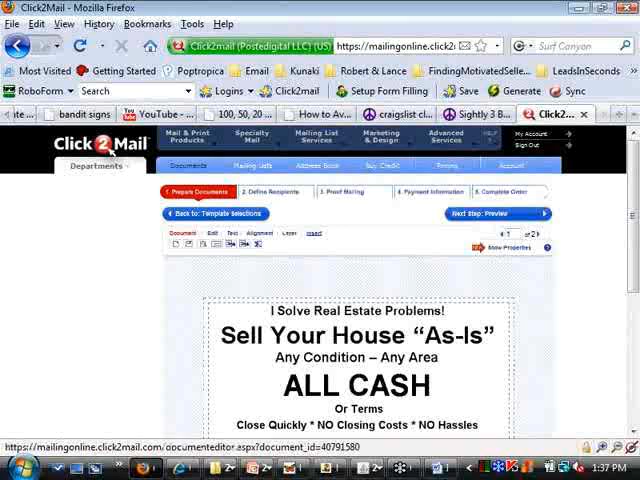 Click2Mail - Mozilla Firefox
File Edit View History Bookmarks Tools Help
Click2mail (Postedigital LLC) (US) https://mailingonline.click2 Surf Canyon
Most Visited Getting Started Poptropica Email Kunaki Robert & Lance FindingMotivatedSelle... LeadsInSeconds
RoboForm Search Logins Click2mail Setup Form Filling Save Generate Sync
ite ... bandit signs YouTube - ... 100, 50, 20 ... How to Av... craigslist cl... Sightly 3 B... Click2...
Click2Mail Mail & Print Products Specialty Mail Mailing List Services Marketing & Design Advanced Services HELP My Account
Sign Out
Departments Documents Mailing Lists Address Book Buy Credit Account
1. Prepare Documents 2. Define Recipients 3. Proof Mailing 4. Payment Information 5. Complete Order
Back to: Template Selections Next Step: Preview
Document Edit Text Alignment Layer Insert 1 of 2
Show Properties
I Solve Real Estate Problems!
Sell Your House “As-Is”
Any Condition – Any Area
ALL CASH
Or Terms
Close Quickly * NO Closing Costs * NO Hassles
https://mailingonline.click2mail.com/documenteditor.aspx?document_id=40791580
1:37 PM